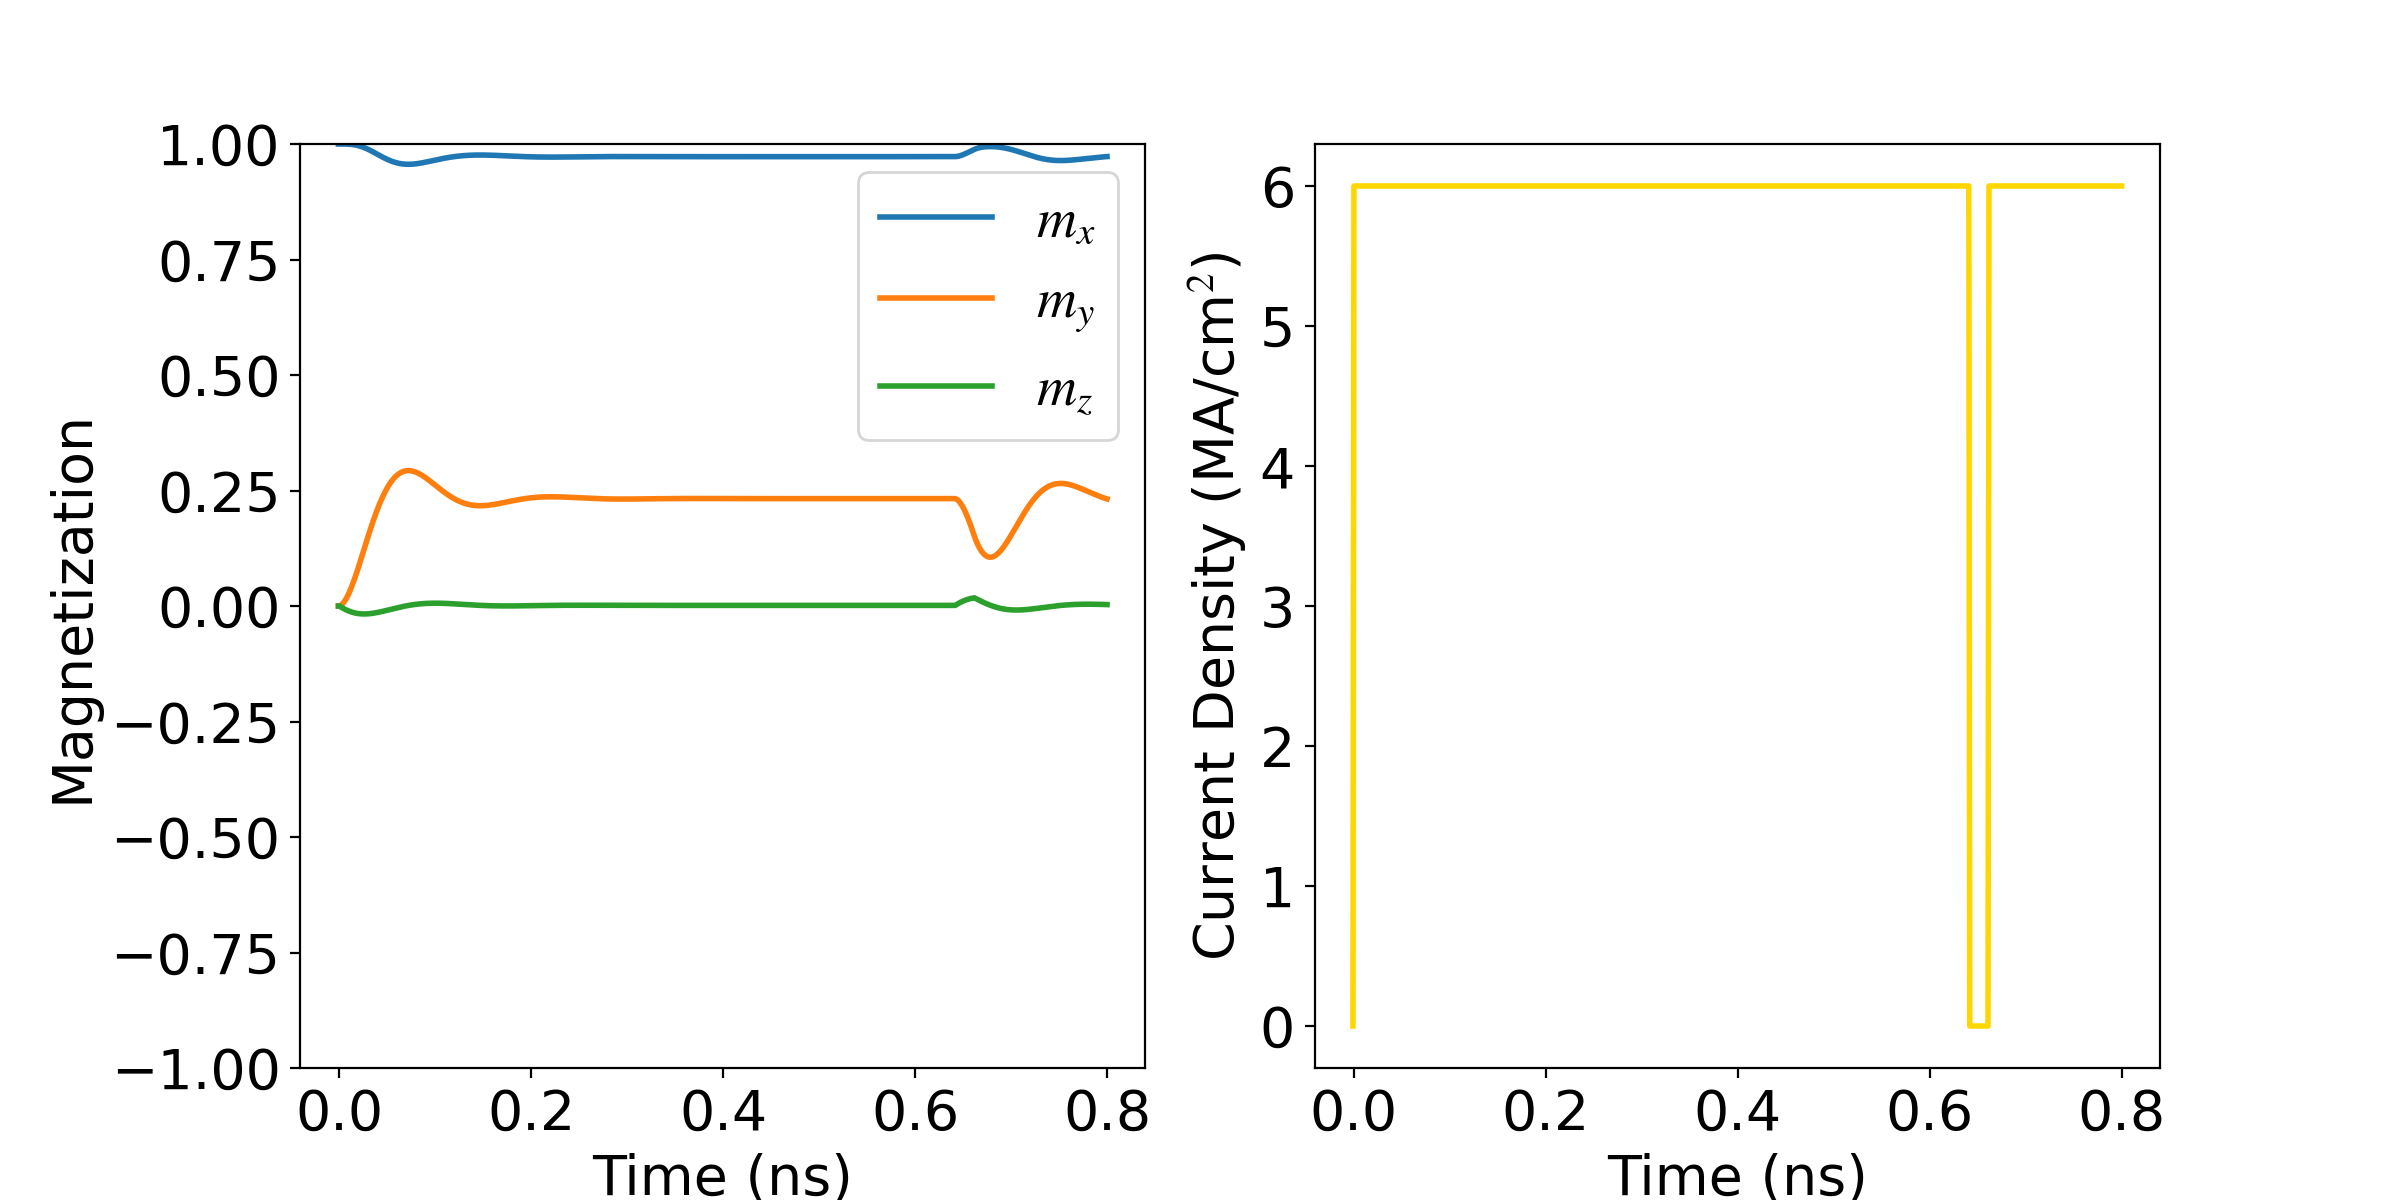 1.00
0.75
0.50
0.25
0.00
−0.25
−0.50
−0.75
−1.00
Magnetization
0.0 0.2 0.4 0.6 0.8
Time (ns)
m_x
m_y
m_z
6
5
4
3
2
1
0
Current Density (MA/cm²)
0.0 0.2 0.4 0.6 0.8
Time (ns)